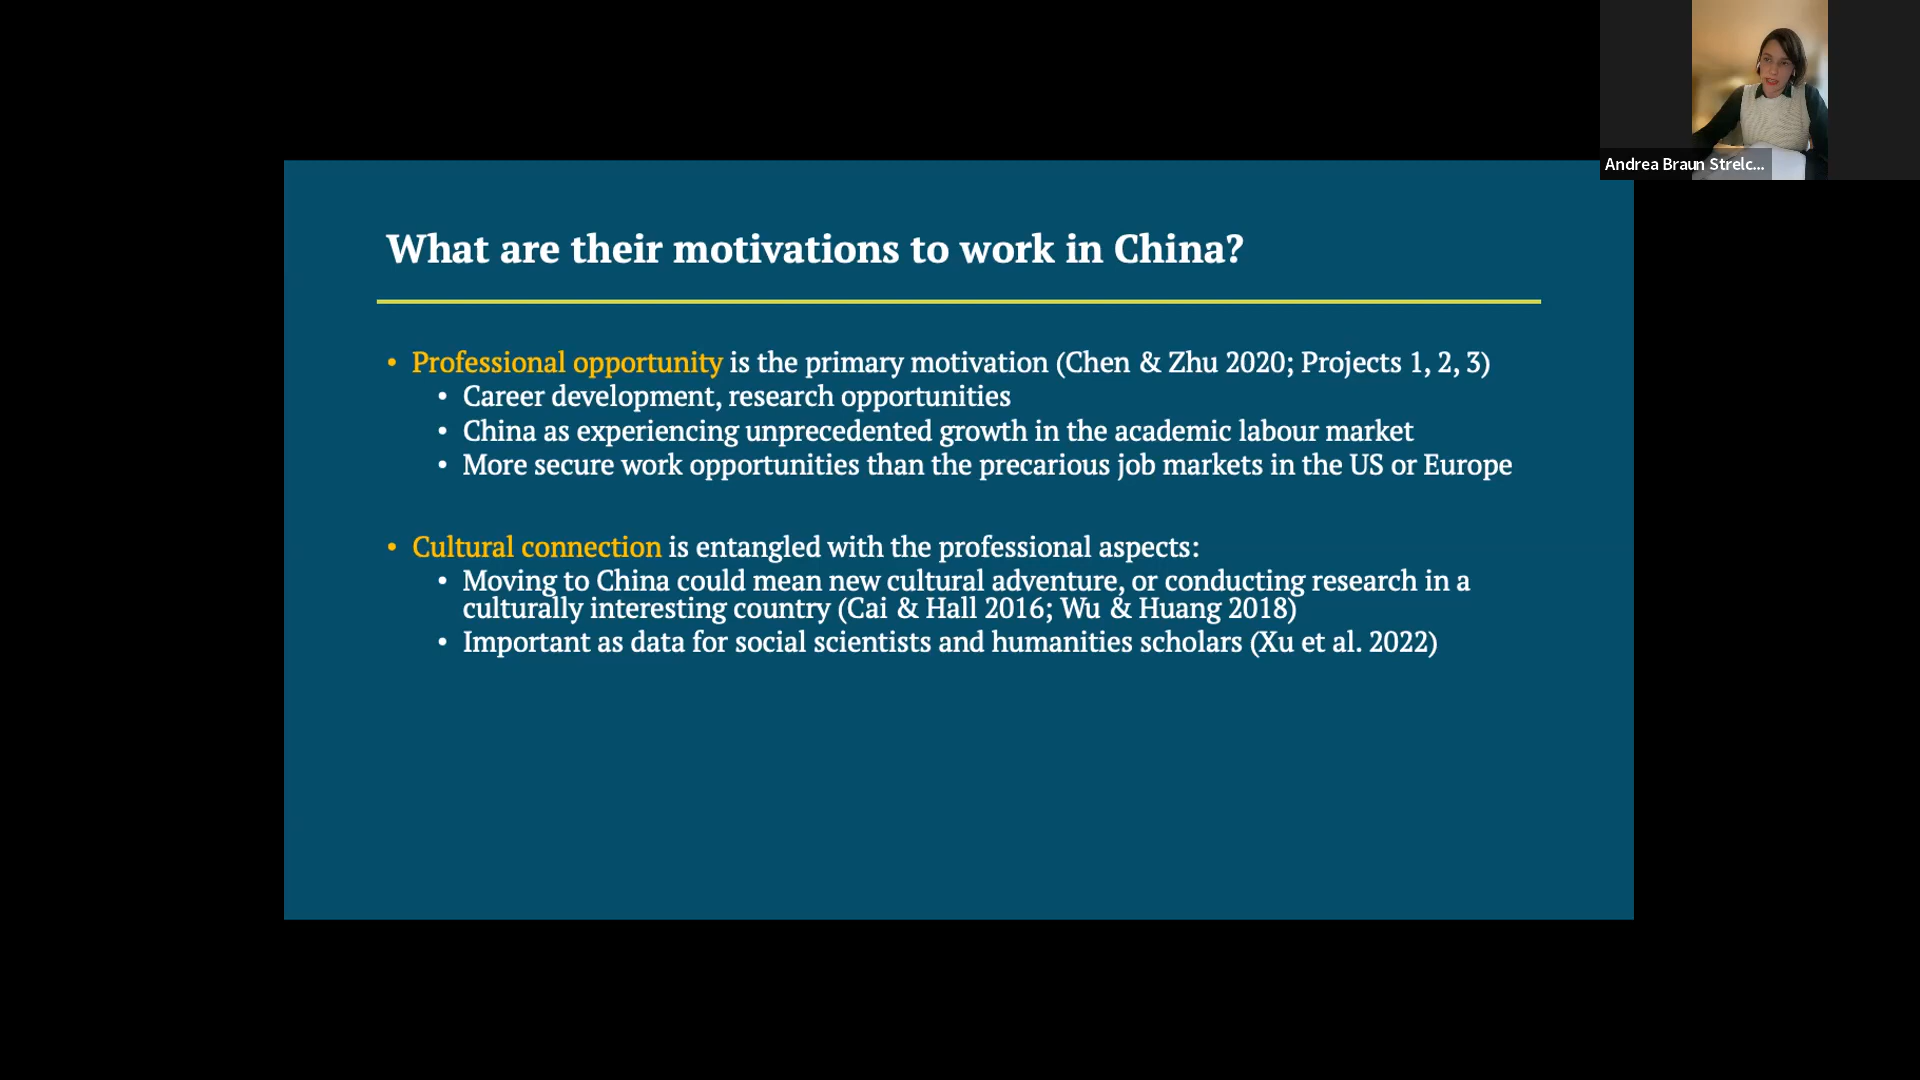 Andrea Braun Strelc...
What are their motivations to work in China?
• Professional opportunity is the primary motivation (Chen & Zhu 2020; Projects 1, 2, 3)
• Career development, research opportunities
• China as experiencing unprecedented growth in the academic labour market
• More secure work opportunities than the precarious job markets in the US or Europe
• Cultural connection is entangled with the professional aspects:
• Moving to China could mean new cultural adventure, or conducting research in a
culturally interesting country (Cai & Hall 2016; Wu & Huang 2018)
• Important as data for social scientists and humanities scholars (Xu et al. 2022)